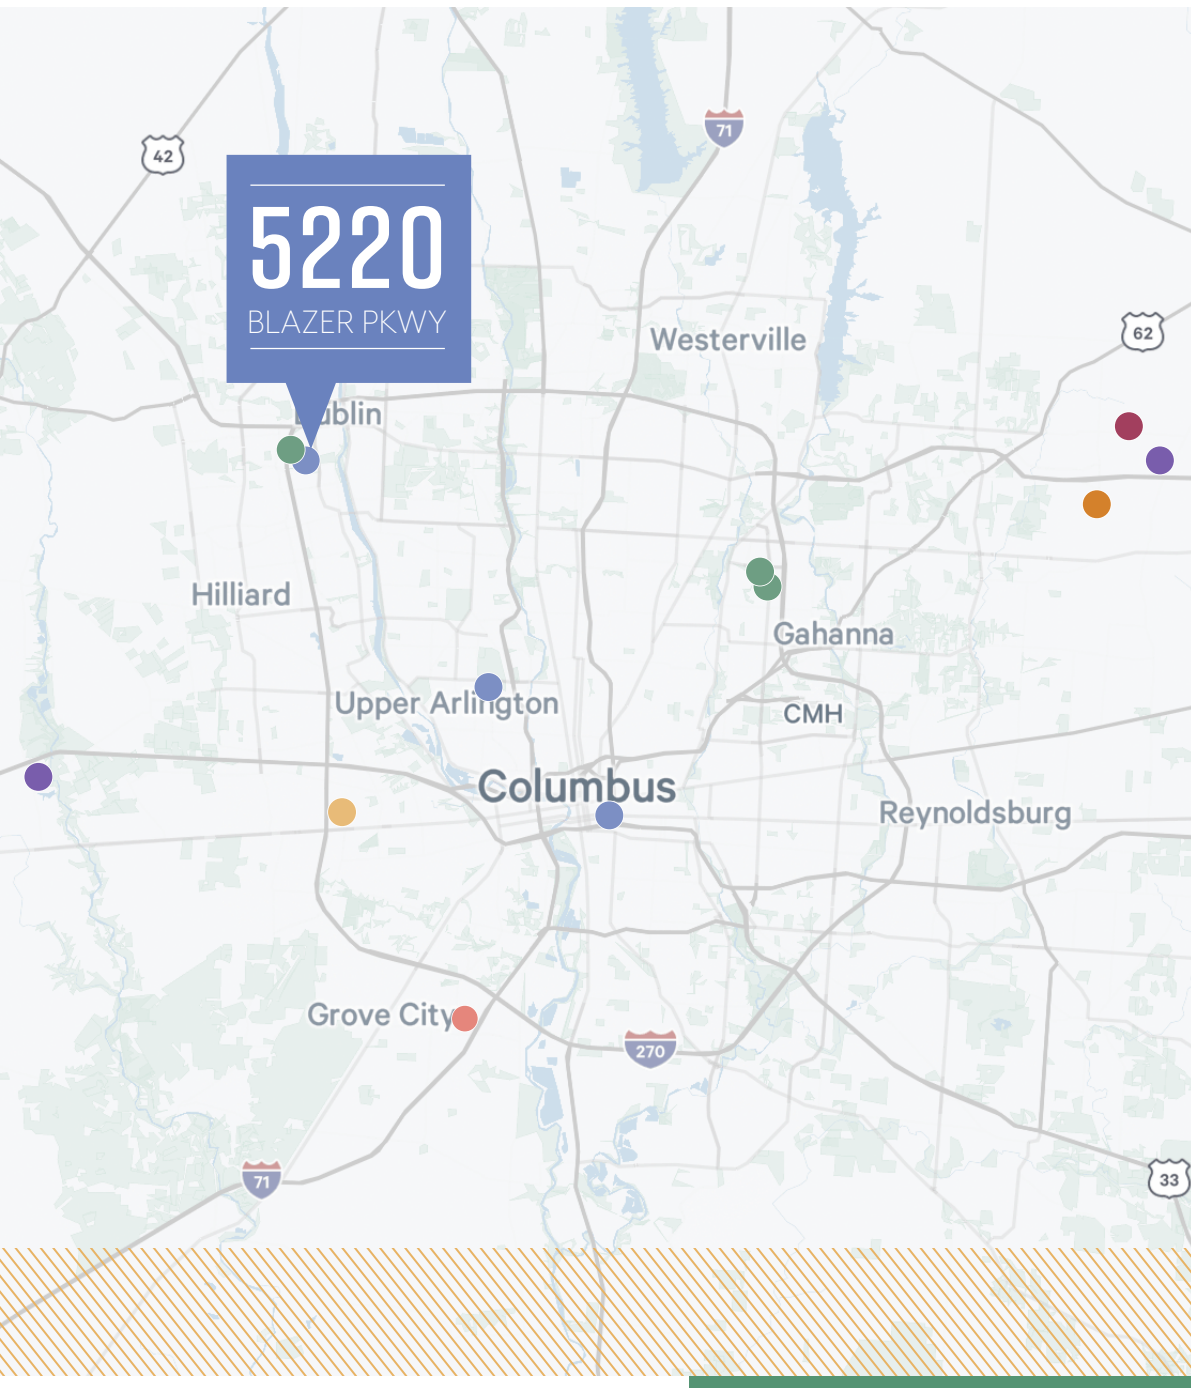 71
42
5220
BLAZER PKWY
Westerville
62
Dublin
Hilliard
Gahanna
Upper Arlington
CMH
Columbus
Reynoldsburg
Grove City
270
71
33